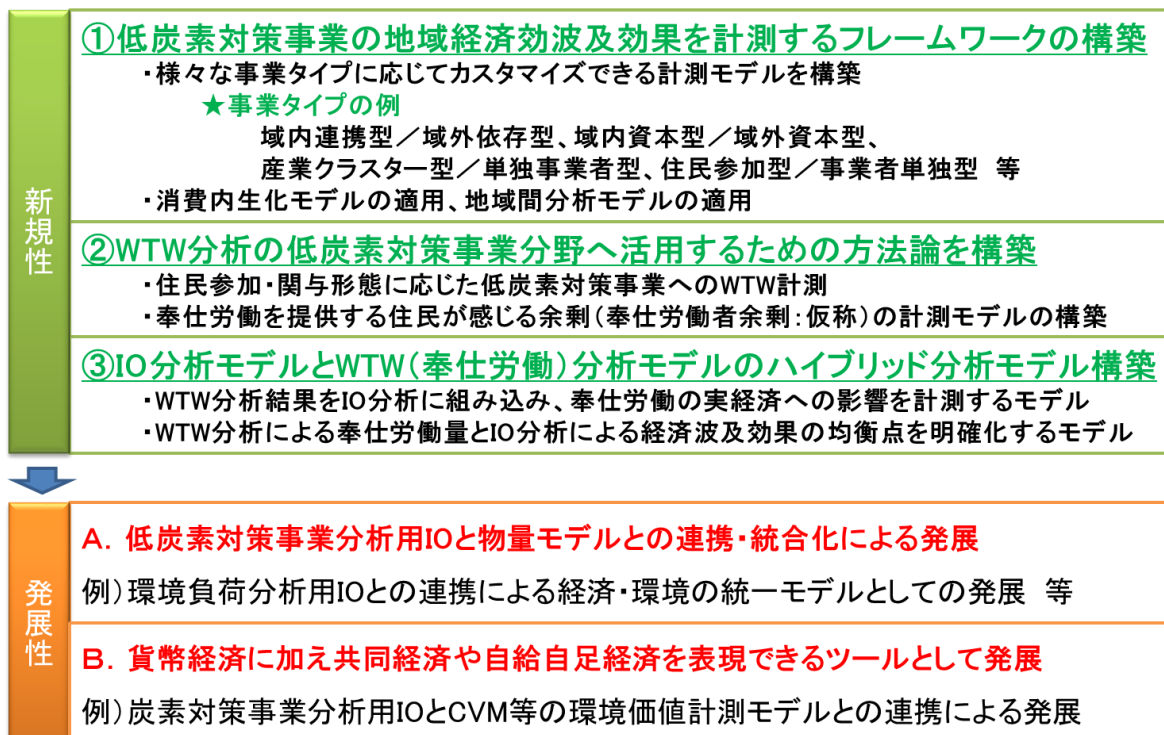 新規性
①低炭素対策事業の地域経済効波及効果を計測するフレームワークの構築
・様々な事業タイプに応じてカスタマイズできる計測モデルを構築
★事業タイプの例
域内連携型／域外依存型、域内資本型／域外資本型、
産業クラスター型／単独事業者型、住民参加型／事業者単独型 等
・消費内生化モデルの適用、地域間分析モデルの適用
②WTW分析の低炭素対策事業分野へ活用するための方法論を構築
・住民参加・関与形態に応じた低炭素対策事業へのWTW計測
・奉仕労働を提供する住民が感じる余剰（奉仕労働者余剰：仮称）の計測モデルの構築
③IO分析モデルとWTW（奉仕労働）分析モデルのハイブリッド分析モデル構築
・WTW分析結果をIO分析に組み込み、奉仕労働の実経済への影響を計測するモデル
・WTW分析による奉仕労働量とIO分析による経済波及効果の均衡点を明確化するモデル
発展性
A．低炭素対策事業分析用IOと物量モデルとの連携・統合化による発展
例）環境負荷分析用IOとの連携による経済・環境の統一モデルとしての発展 等
B．貨幣経済に加え共同経済や自給自足経済を表現できるツールとして発展
例）炭素対策事業分析用IOとCVM等の環境価値計測モデルとの連携による発展